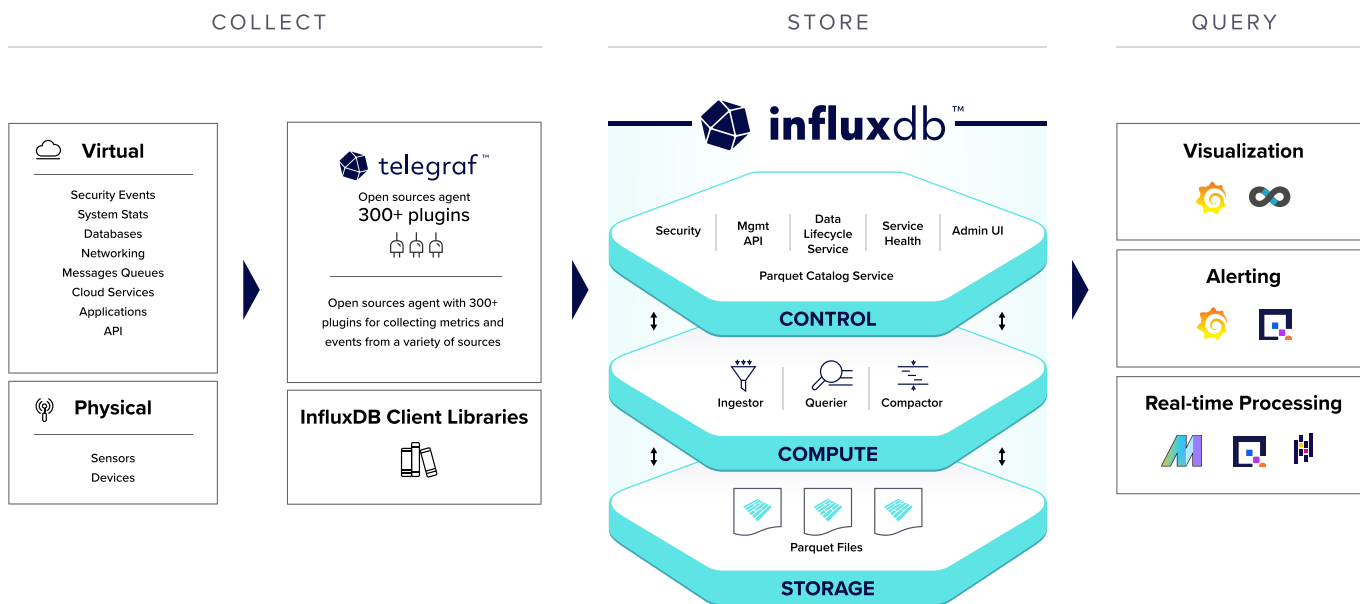 COLLECT
STORE
QUERY
Virtual
Security Events
System Stats
Databases
Networking
Messages Queues
Cloud Services
Applications
API
Physical
Sensors
Devices
telegraf™
Open sources agent
300+ plugins
Open sources agent with 300+
plugins for collecting metrics and
events from a variety of sources
InfluxDB Client Libraries
influxdb™
Security
Mgmt
API
Data
Lifecycle
Service
Service
Health
Admin UI
Parquet Catalog Service
CONTROL
Ingestor
Querier
Compactor
COMPUTE
Parquet Files
STORAGE
Visualization
Alerting
Real-time Processing